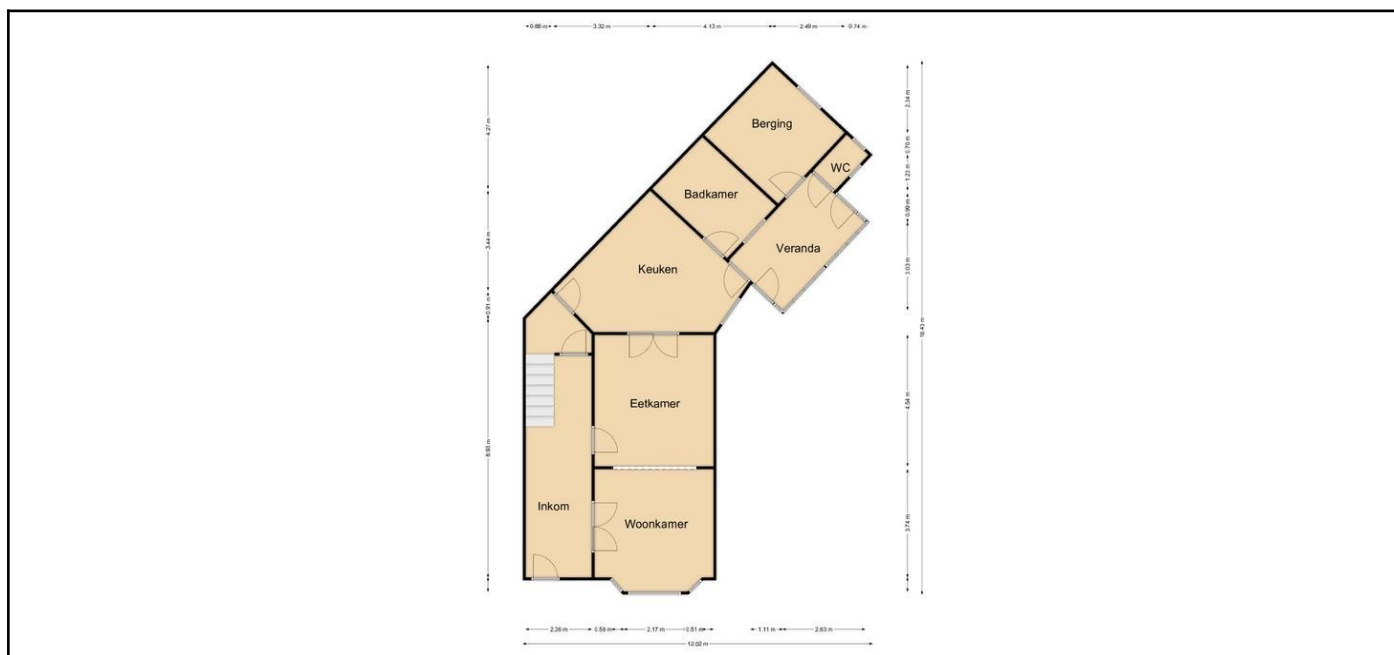 0.88 m 3.32 m 4.13 m 2.49 m 0.74 m
Berging
WC
Badkamer
Veranda
Keuken
Eetkamer
Inkom
Woonkamer
4.27 m
3.44 m
0.91 m
8.93 m
2.34 m
0.70 m
1.21 m
0.99 m
3.03 m
4.54 m
3.74 m
18.43 m
2.26 m 0.59 m 2.17 m 0.51 m 1.11 m 2.83 m
12.02 m